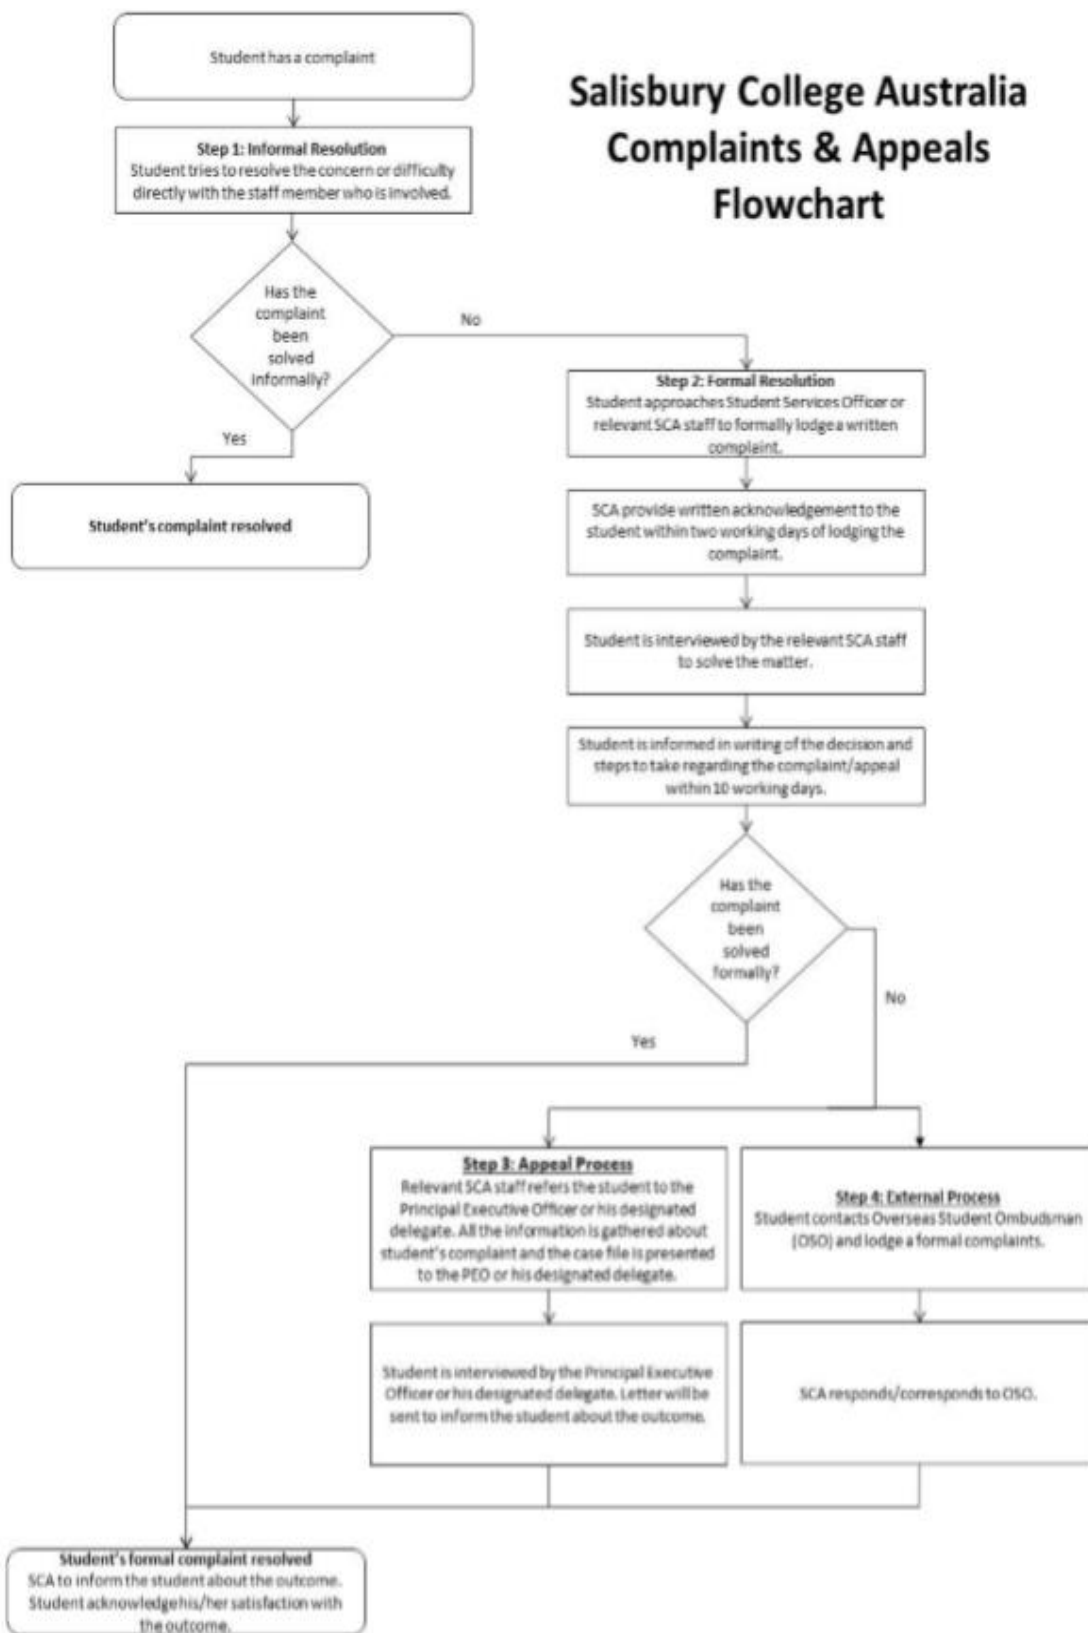 Student has a complaint
Salisbury College Australia
Complaints & Appeals
Flowchart
Step 1: Informal Resolution
Student tries to resolve the concern or difficulty
directly with the staff member who is involved.
Has the
complaint
been
solved
informally?
No
Yes
Student's complaint resolved
Step 2: Formal Resolution
Student approaches Student Services Officer or
relevant SCA staff to formally lodge a written
complaint.
SCA provide written acknowledgement to the
student within two working days of lodging the
complaint.
Student is interviewed by the relevant SCA staff
to solve the matter.
Student is informed in writing of the decision and
steps to take regarding the complaint/appeal
within 10 working days.
Has the
complaint
been
solved
formally?
No
Yes
Step 3: Appeal Process
Relevant SCA staff refers the student to the
Principal Executive Officer or his designated
delegate. All the information is gathered about
student's complaint and the case file is presented
to the PEO or his designated delegate.
Step 4: External Process
Student contacts Overseas Student Ombudsman
(OSO) and lodge a formal complaints.
Student is interviewed by the Principal Executive
Officer or his designated delegate. Letter will be
sent to inform the student about the outcome.
SCA responds/corresponds to OSO.
Student's formal complaint resolved
SCA to inform the student about the outcome.
Student acknowledge his/her satisfaction with
the outcome.